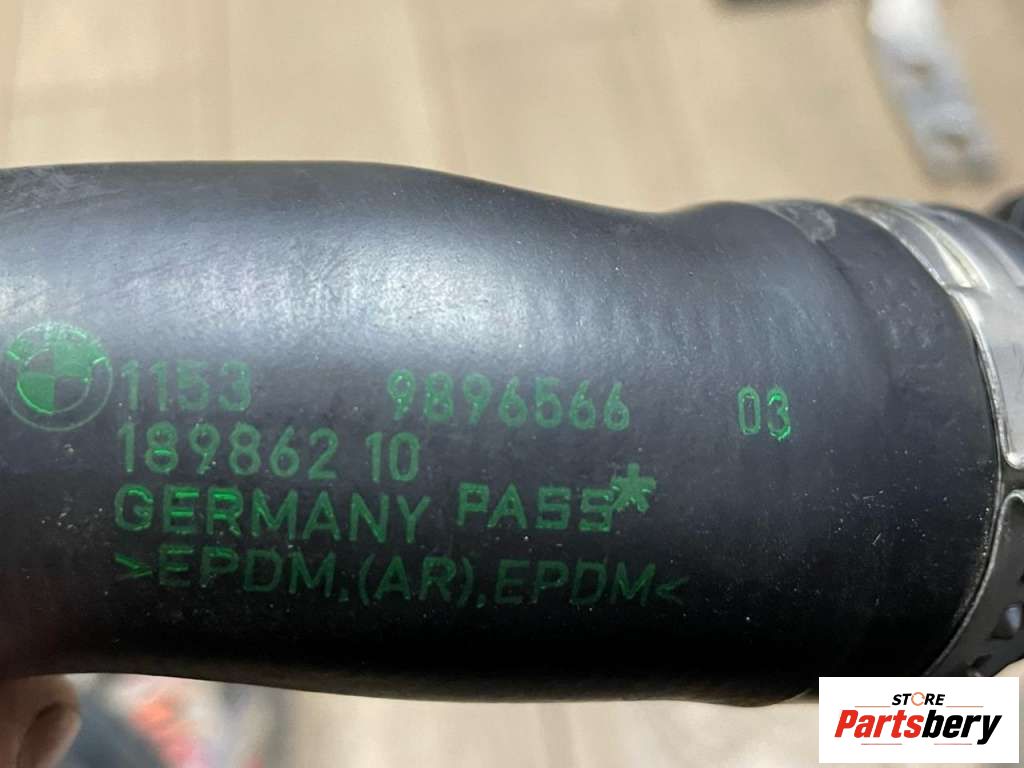 1153 9896566 03
189862 10
GERMANY PASS*
>EPDM,(AR),EPDM<
STORE
Partsbery